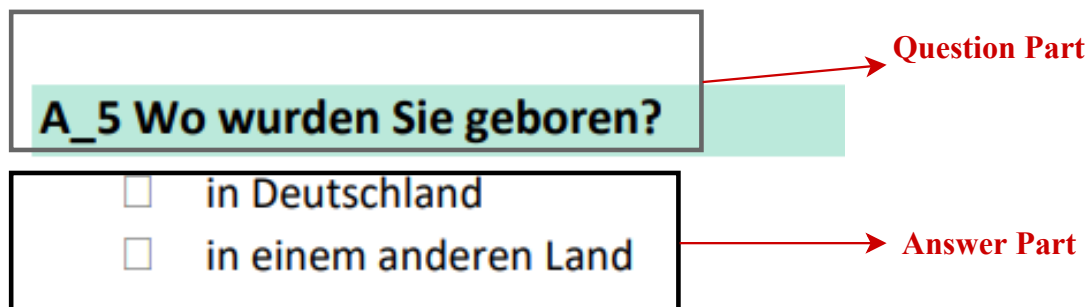 Question Part
A_5 Wo wurden Sie geboren?
in Deutschland
in einem anderen Land
Answer Part